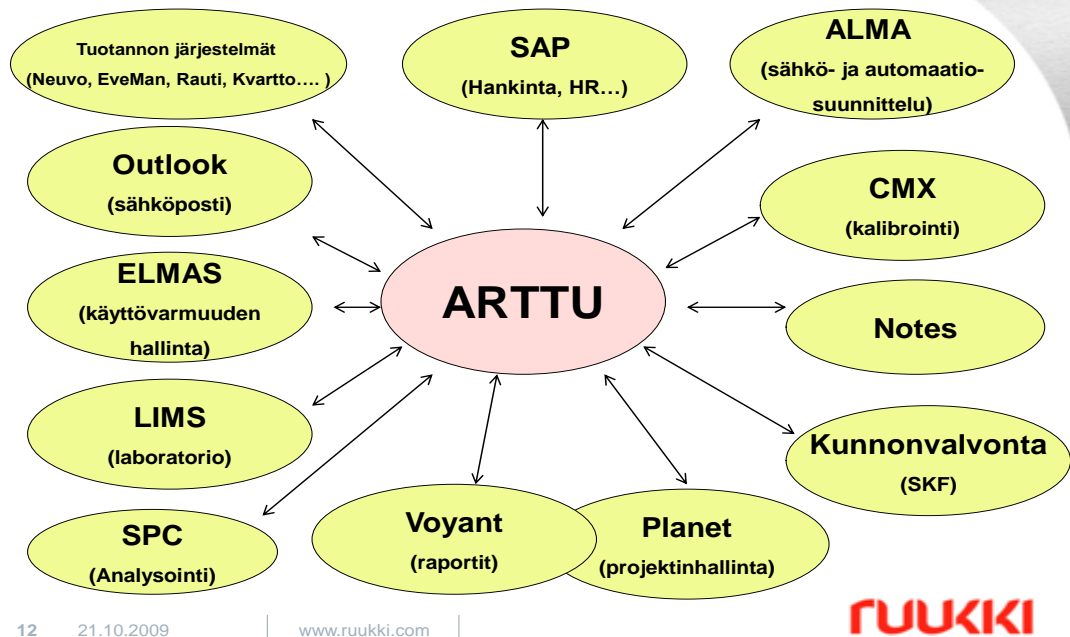 Tuotannon järjestelmät
(Neuvo, EveMan, Rauti, Kvartto.... )
SAP
(Hankinta, HR...)
ALMA
(sähkö- ja automaatio-
suunnittelu)
Outlook
(sähköposti)
CMX
(kalibrointi)
ELMAS
(käyttövarmuuden
hallinta)
ARTTU
Notes
LIMS
(laboratorio)
Kunnonvalvonta
(SKF)
SPC
(Analysointi)
Voyant
(raportit)
Planet
(projektinhallinta)
12 21.10.2009 www.ruukki.com
ruukki